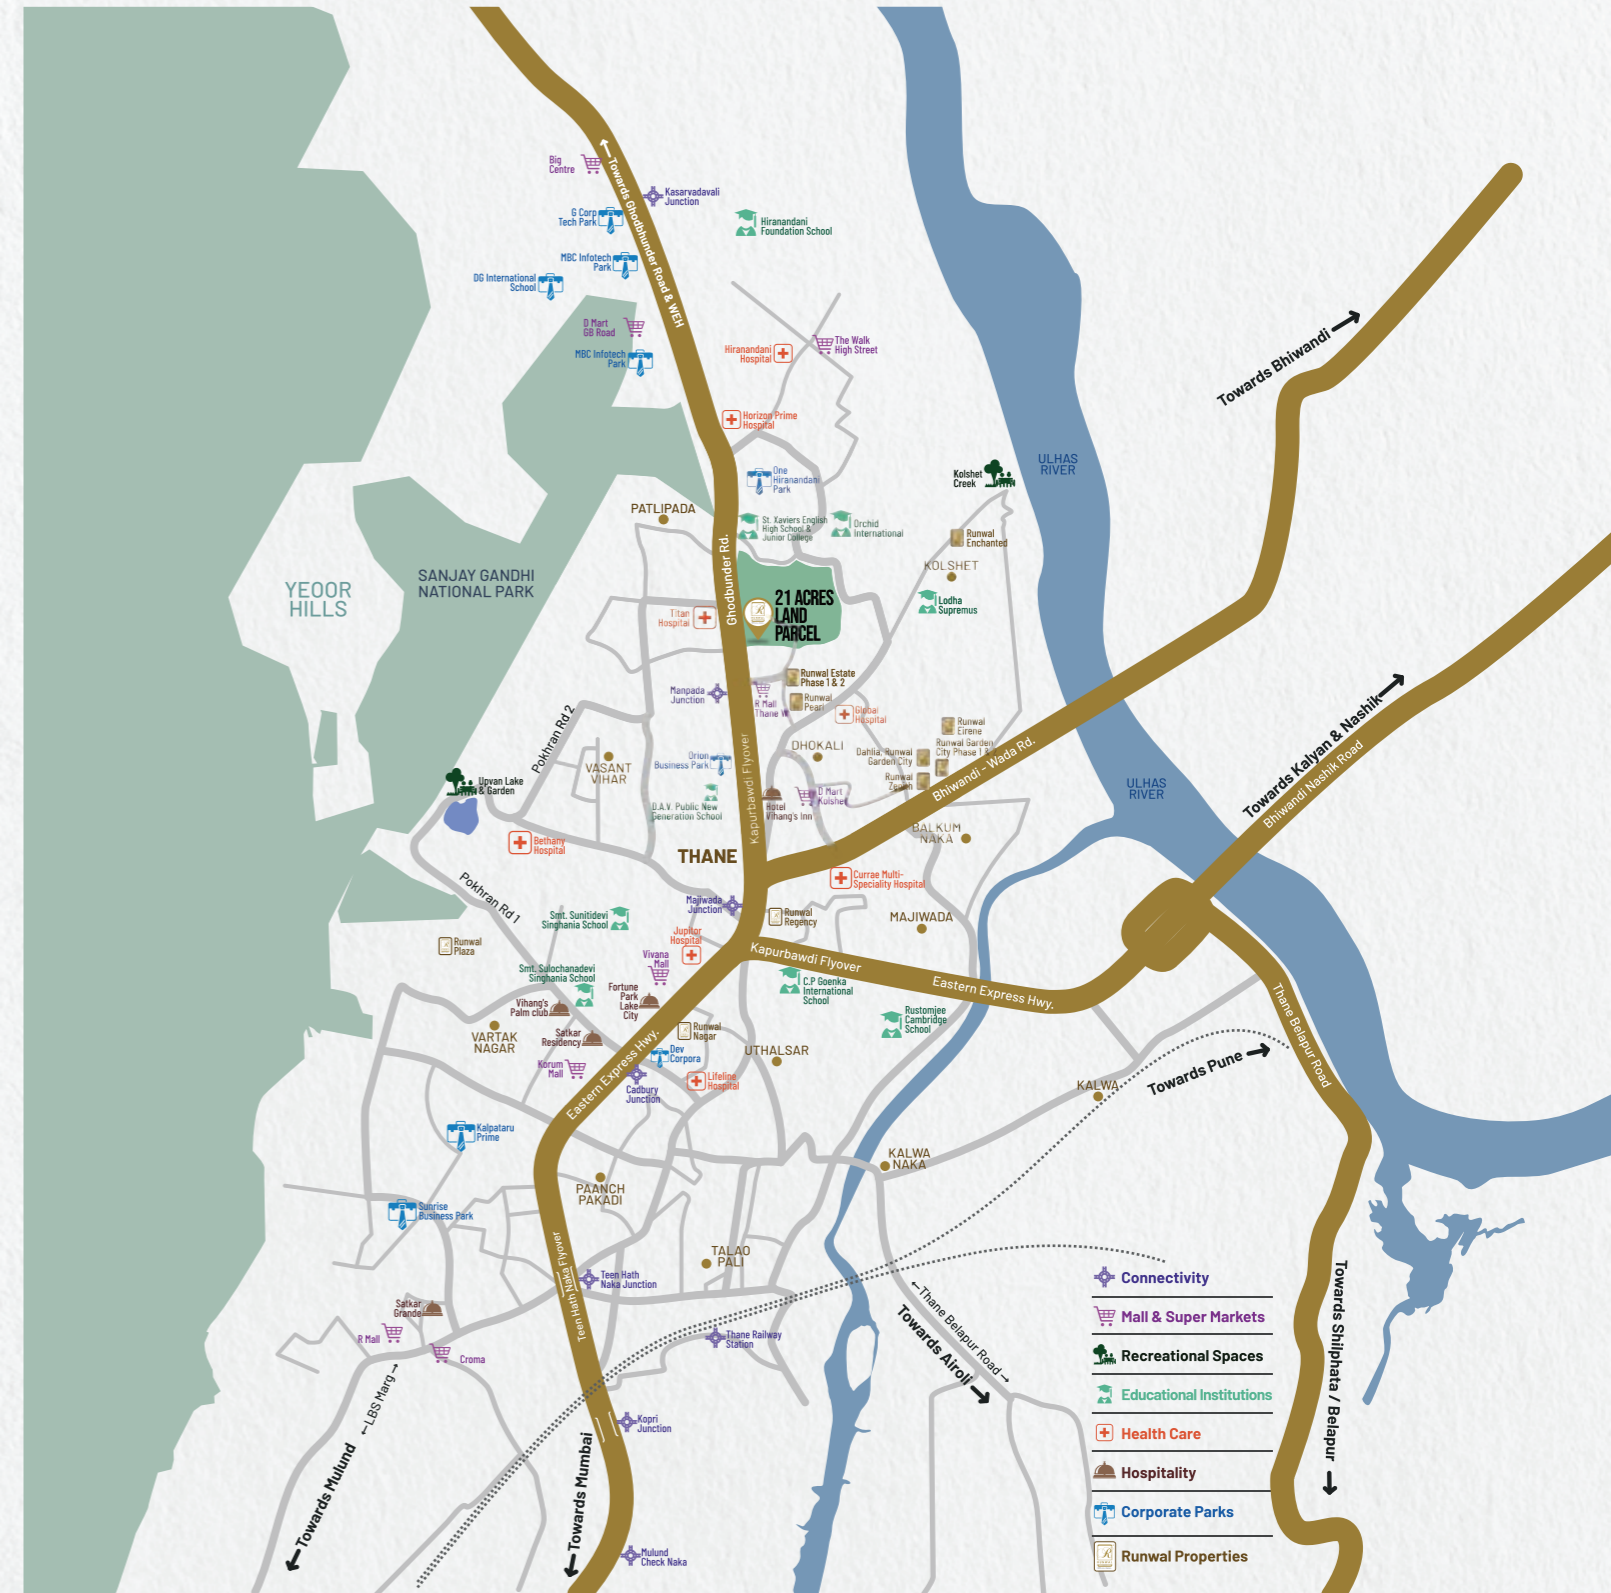 Big
Centre
Kasarvadavali
Junction
G Corp
Tech Park
Hiranandani
Foundation School
MBC Infotech
Park
DG International
School
Towards Ghodbhunder Road & WEH
D Mart
GB Road
MBC Infotech
Park
Hiranandani
Hospital
The Walk
High Street
Towards Bhiwandi
Horizon Prime
Hospital
One
Hiranandani
Park
ULHAS
RIVER
Kolshet
Creek
PATLIPADA
St. Xaviers English
High School &
Junior College
Orchid
International
Runwal
Enchanted
KOLSHET
Ghodbunder Rd.
YEOOR
HILLS
SANJAY GANDHI
NATIONAL PARK
21 ACRES
LAND
PARCEL
Lodha
Supremus
Titan
Hospital
Runwal Estate
Phase 1 & 2
Manpada
Junction
R Mall
Thane W
Runwal
Pearl
Global
Hospital
Pokhran Rd 2
Runwal
Eirene
DHOKALI
Dahlia, Runwal
Garden City
Runwal Garden
City Phase 1 &
Runwal
Zenith
Bhiwandi - Wada Rd.
Towards Kalyan & Nashik
Bhiwandi Nashik Road
VASANT
VIHAR
Orion
Business Park
Kapurbawdi Flyover
Upvan Lake
& Garden
D.A.V. Public New
Generation School
Hotel
Vihang's Inn
D Mart
Kolshet
ULHAS
RIVER
BALKUM
NAKA
Bethany
Hospital
THANE
Currae Multi-
Speciality Hospital
Pokhran Rd 1
Majiwada
Junction
Runwal
Regency
MAJIWADA
Smt. Sunitidevi
Singhania School
Jupitor
Hospital
Runwal
Plaza
Vivana
Mall
Kapurbawdi Flyover
Eastern Express Hwy.
Smt. Sulochanadevi
Singhania School
C.P Goenka
International
School
Fortune
Park
Lake
City
Vihang's
Palm club
Rustomjee
Cambridge
School
Thane Belapur Road
VARTAK
NAGAR
Satkar
Residency
Runwal
Nagar
Dev
Corpora
UTHALSAR
Korum
Mall
Eastern Express Hwy.
Cadbury
Junction
Lifeline
Hospital
Towards Pune
KALWA
Kalpataru
Prime
KALWA
NAKA
PAANCH
PAKADI
Sunrise
Business Park
TALAO
PALI
Teen Hath Naka Flyover
Teen Hath
Naka Junction
Satkar
Grande
R Mall
Croma
Thane Railway
Station
Thane Belapur Road
Towards Airoli
LBS Marg
Towards Mulund
Kopri
Junction
Towards Mumbai
Mulund
Check Naka
Towards Shilphata / Belapur
Connectivity
Mall & Super Markets
Recreational Spaces
Educational Institutions
Health Care
Hospitality
Corporate Parks
Runwal Properties